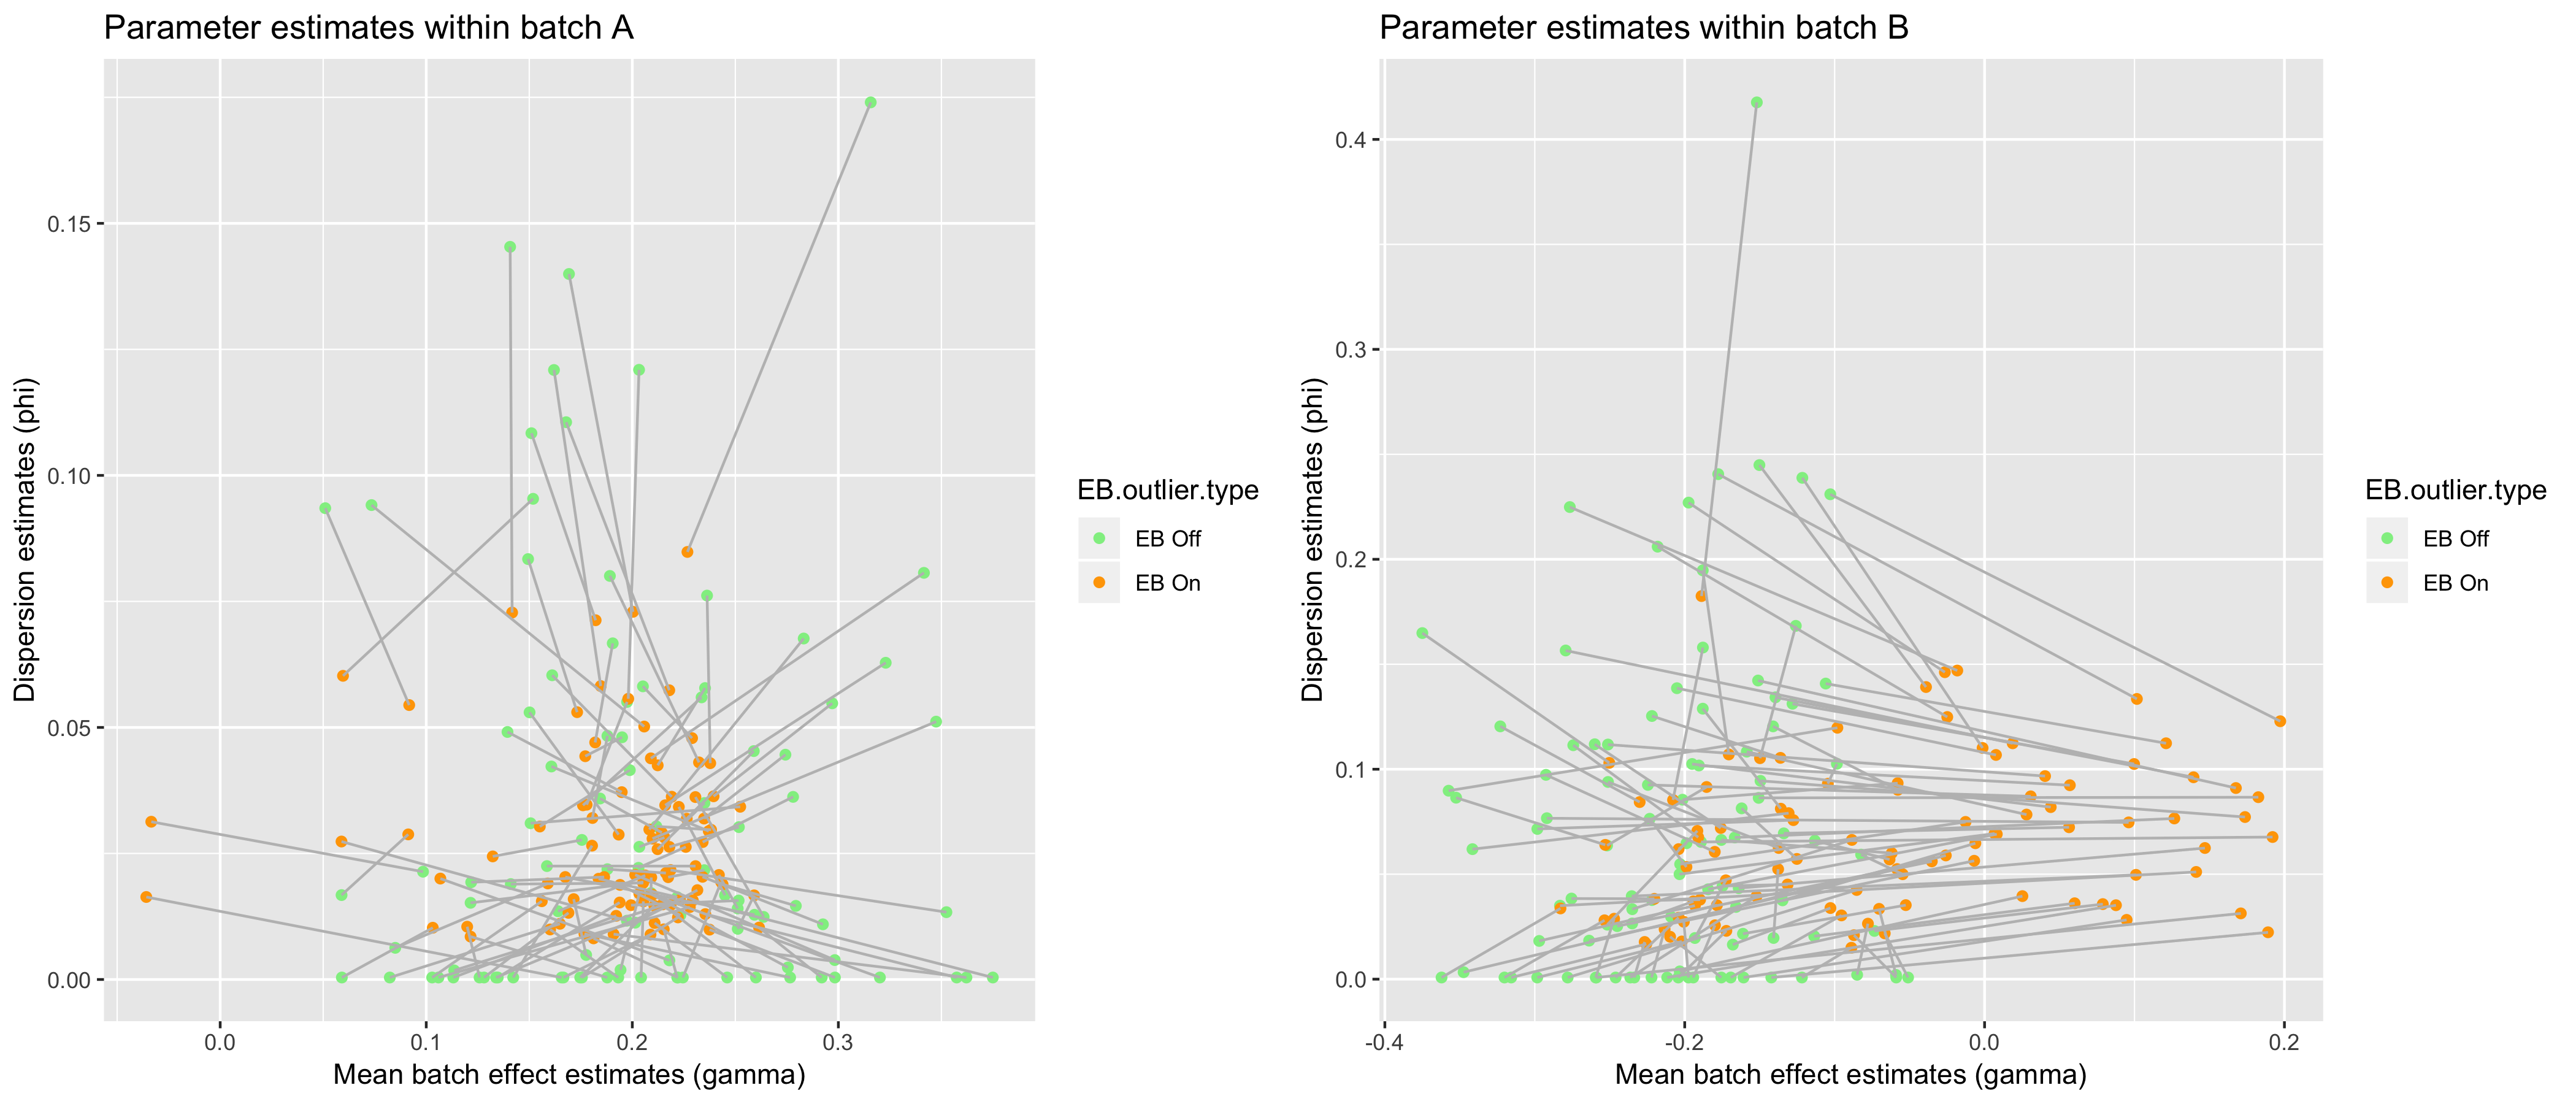 Parameter estimates within batch A
Dispersion estimates (phi)
0.15
0.10
0.05
0.00
0.0 0.1 0.2 0.3
Mean batch effect estimates (gamma)
EB.outlier.type
EB Off
EB On
Parameter estimates within batch B
Dispersion estimates (phi)
0.4
0.3
0.2
0.1
0.0
-0.4 -0.2 0.0 0.2
Mean batch effect estimates (gamma)
EB.outlier.type
EB Off
EB On